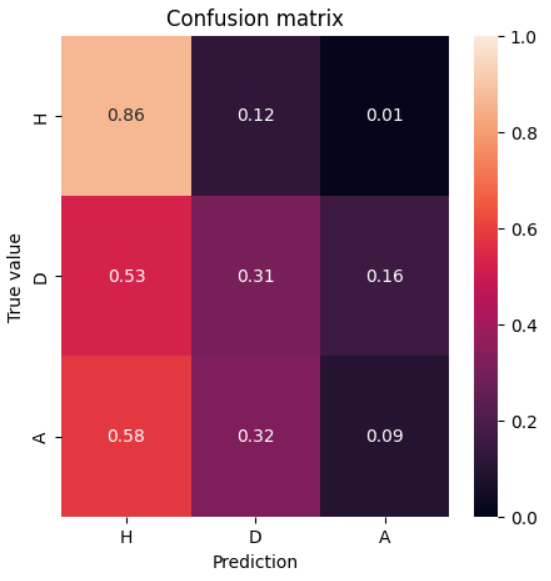 Confusion matrix
H 0.86 0.12 0.01
D 0.53 0.31 0.16
A 0.58 0.32 0.09
H D A
True value
Prediction
1.0
0.8
0.6
0.4
0.2
0.0